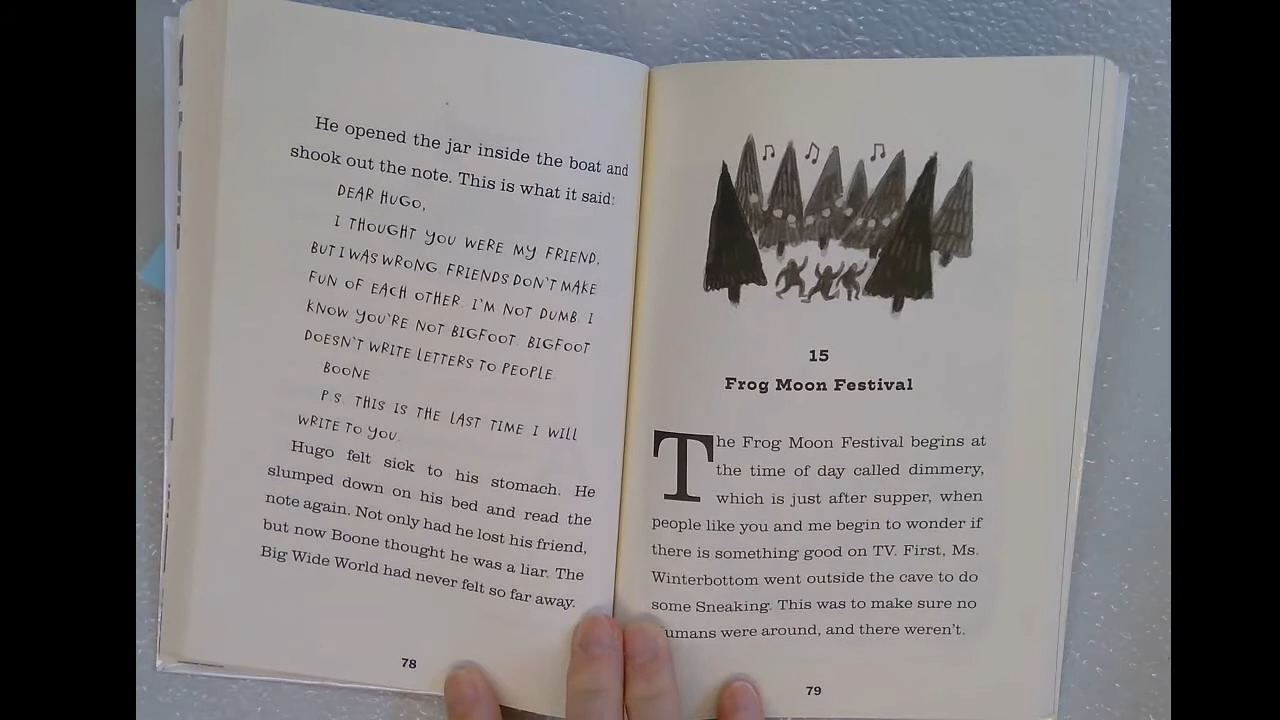 He opened the jar inside the boat and
shook out the note. This is what it said:
DEAR HUGO,
I THOUGHT YOU WERE MY FRIEND,
BUT I WAS WRONG. FRIENDS DON'T MAKE
FUN OF EACH OTHER. I'M NOT DUMB. I
KNOW YOU'RE NOT BIGFOOT. BIGFOOT
DOESN'T WRITE LETTERS TO PEOPLE.
BOONE
P.S. THIS IS THE LAST TIME I WILL
WRITE TO YOU.
Hugo felt sick to his stomach. He
slumped down on his bed and read the
note again. Not only had he lost his friend,
but now Boone thought he was a liar. The
Big Wide World had never felt so far away.
78
15
Frog Moon Festival
The Frog Moon Festival begins at
the time of day called dimmery,
which is just after supper, when
people like you and me begin to wonder if
there is something good on TV. First, Ms.
Winterbottom went outside the cave to do
some Sneaking. This was to make sure no
humans were around, and there weren't.
79